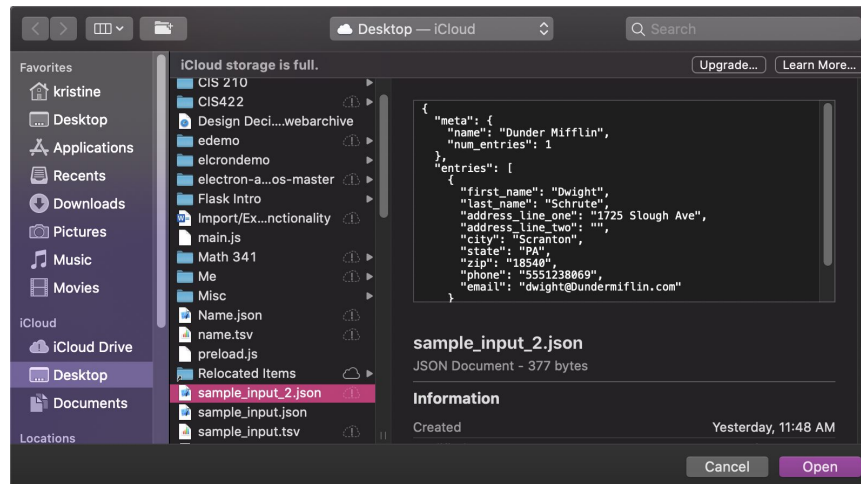 Desktop — iCloud
Search
Favorites
kristine
Desktop
Applications
Recents
Downloads
Pictures
Music
Movies
iCloud
iCloud Drive
Desktop
Documents
Locations
iCloud storage is full.
Upgrade...
Learn More...
CIS 210
CIS422
Design Deci....webarchive
edemo
elcrondemo
electron-a...os-master
Flask Intro
Import/Ex...nctionality
main.js
Math 341
Me
Misc
Name.json
name.tsv
preload.js
Relocated Items
sample_input_2.json
sample_input.json
sample_input.tsv
{
"meta": {
"name": "Dunder Mifflin",
"num_entries": 1
},
"entries": [
{
"first_name": "Dwight",
"last_name": "Schrute",
"address_line_one": "1725 Slough Ave",
"address_line_two": "",
"city": "Scranton",
"state": "PA",
"zip": "18540",
"phone": "5551238069",
"email": "dwight@Dundermiflin.com"
}
sample_input_2.json
JSON Document - 377 bytes
Information
Created
Yesterday, 11:48 AM
Cancel
Open